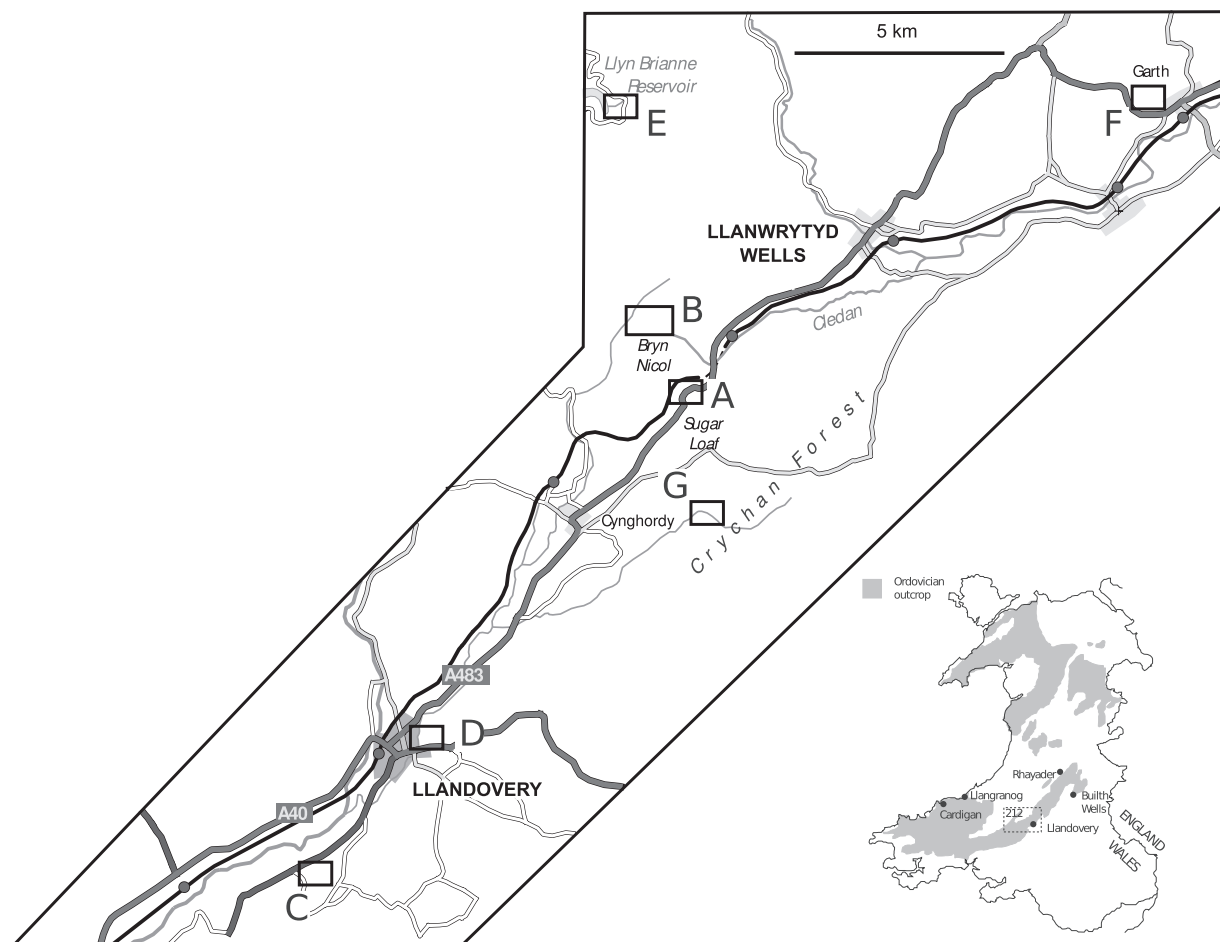 5 km
Llyn Brianne
Reservoir
E
Garth
F
LLANWRYTYD
WELLS
B
Bryn
Nicol
Cledan
A
Sugar
Loaf
G
Cynghordy
Crychan Forest
A483
D
LLANDOVERY
A40
C
Ordovician
outcrop
Rhayader
Llangranog
Cardigan
Builth
Wells
212
Llandovery
ENGLAND
WALES